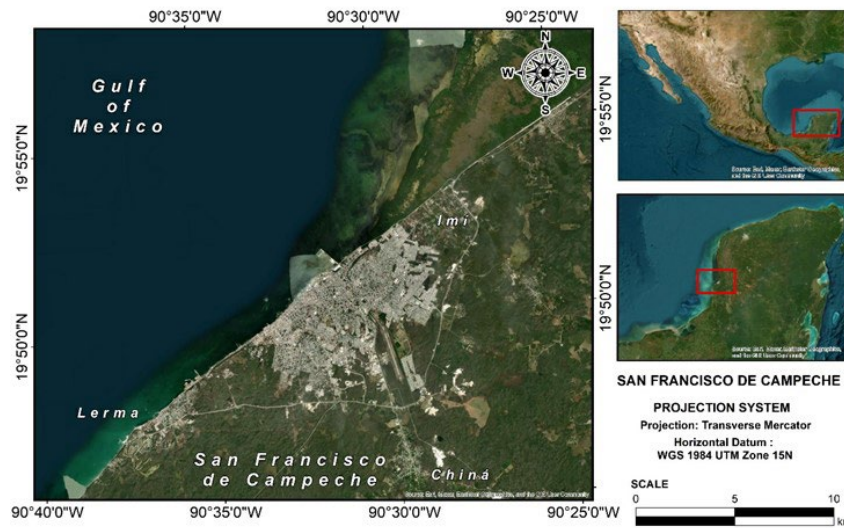 90°35'0"W 90°30'0"W 90°25'0"W
Gulf
of
Mexico
N
W E
S
19°55'0"N
19°55'0"N
Imí
19°50'0"N
19°50'0"N
Lerma
San Francisco
de Campeche
Chiná
90°40'0"W 90°35'0"W 90°30'0"W 90°25'0"W
SAN FRANCISCO DE CAMPECHE
PROJECTION SYSTEM
Projection: Transverse Mercator
Horizontal Datum :
WGS 1984 UTM Zone 15N
SCALE
0 5 10
km